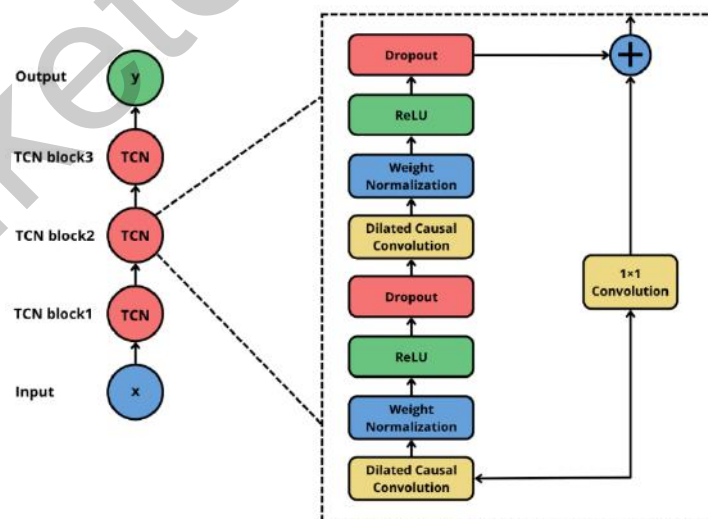 Output
y
TCN block3
TCN
TCN block2
TCN
TCN block1
TCN
Input
x
Dropout
ReLU
Weight
Normalization
Dilated Causal
Convolution
Dropout
ReLU
Weight
Normalization
Dilated Causal
Convolution
+
1×1
Convolution